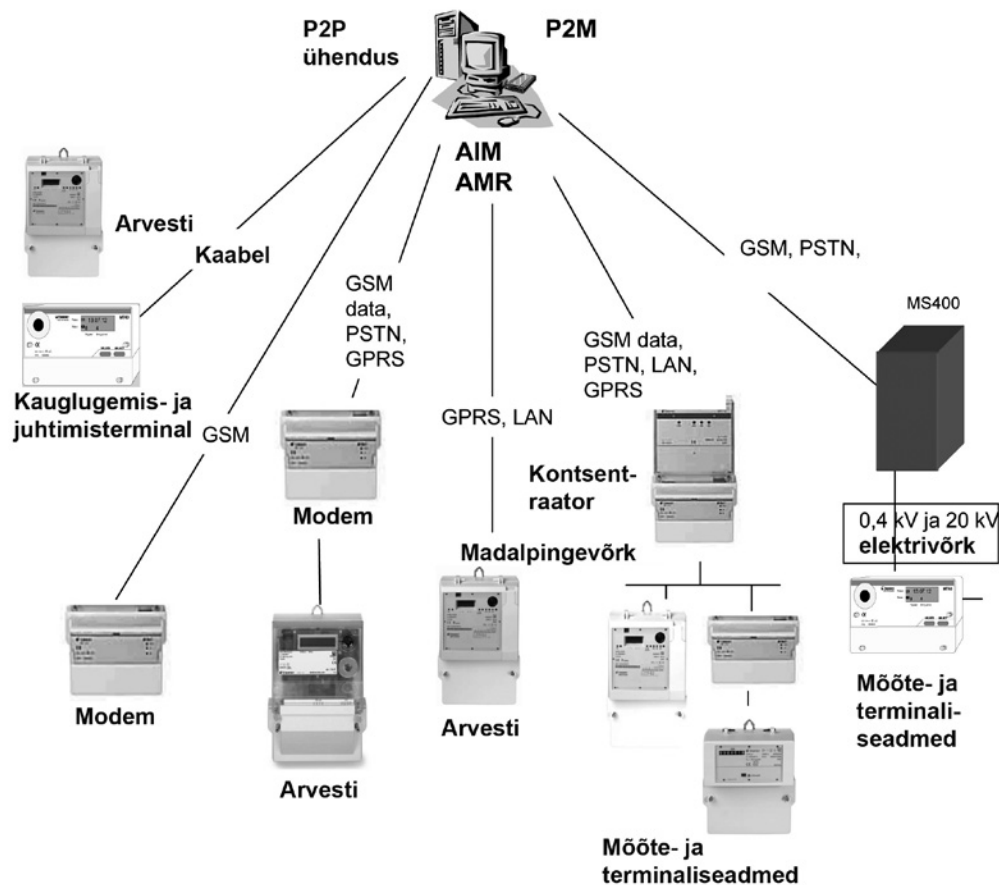 P2P
ühendus
P2M
AIM
AMR
Arvesti
Kaabel
GSM, PSTN,
MS400
GSM
data,
PSTN,
GPRS
GSM data,
PSTN, LAN,
GPRS
Kauglugemis- ja
juhtimisterminal
GSM
GPRS, LAN
Kontsent-
raator
Modem
0,4 kV ja 20 kV
elektrivõrk
Madalpingevõrk
Modem
Arvesti
Arvesti
Mõõte- ja
terminali-
seadmed
Mõõte- ja
terminaliseadmed